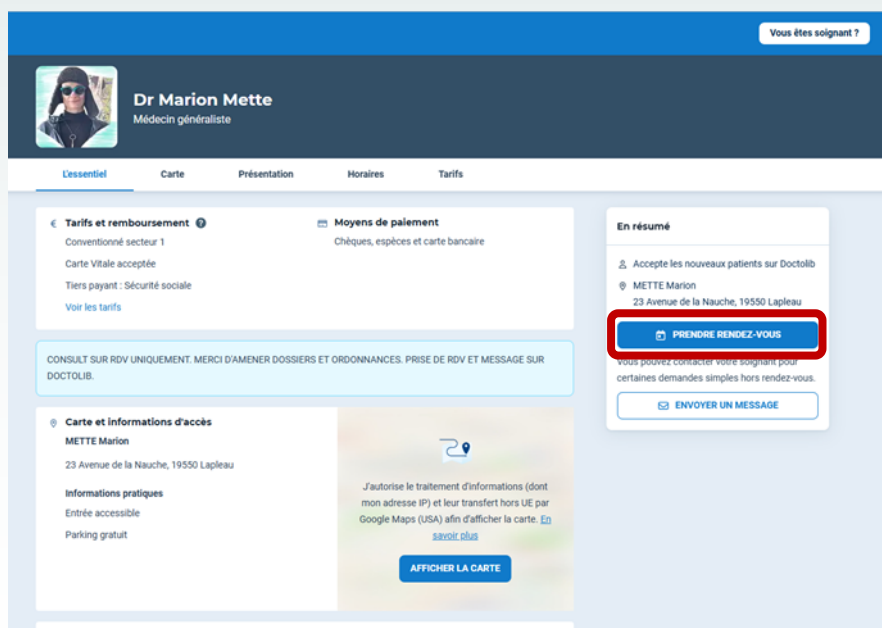 Vous êtes soignant ?
Dr Marion Mette
Médecin généraliste
L'essentiel
Carte
Présentation
Horaires
Tarifs
Tarifs et remboursement
Conventionné secteur 1
Carte Vitale acceptée
Tiers payant : Sécurité sociale
Voir les tarifs
Moyens de paiement
Chèques, espèces et carte bancaire
CONSULT SUR RDV UNIQUEMENT. MERCI D'AMENER DOSSIERS ET ORDONNANCES. PRISE DE RDV ET MESSAGE SUR
DOCTOLIB.
Carte et informations d'accès
METTE Marion
23 Avenue de la Nauche, 19550 Lapleau
Informations pratiques
Entrée accessible
Parking gratuit
J'autorise le traitement d'informations (dont
mon adresse IP) et leur transfert hors UE par
Google Maps (USA) afin d'afficher la carte. En
savoir plus
AFFICHER LA CARTE
En résumé
Accepte les nouveaux patients sur Doctolib
METTE Marion
23 Avenue de la Nauche, 19550 Lapleau
PRENDRE RENDEZ-VOUS
Vous pouvez contacter votre soignant pour
certaines demandes simples hors rendez-vous.
ENVOYER UN MESSAGE